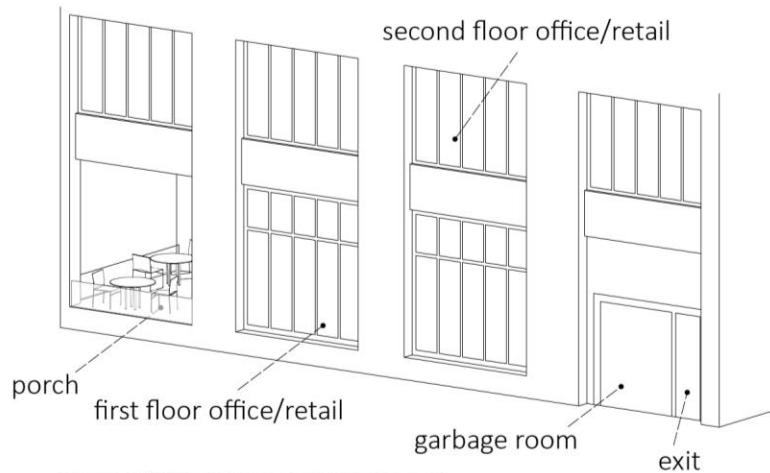 second floor office/retail
porch
first floor office/retail
garbage room
exit